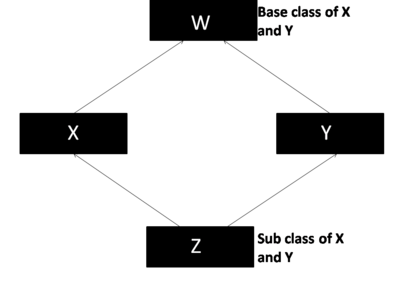 W
Base class of X
and Y
X
Y
Z
Sub class of X
and Y